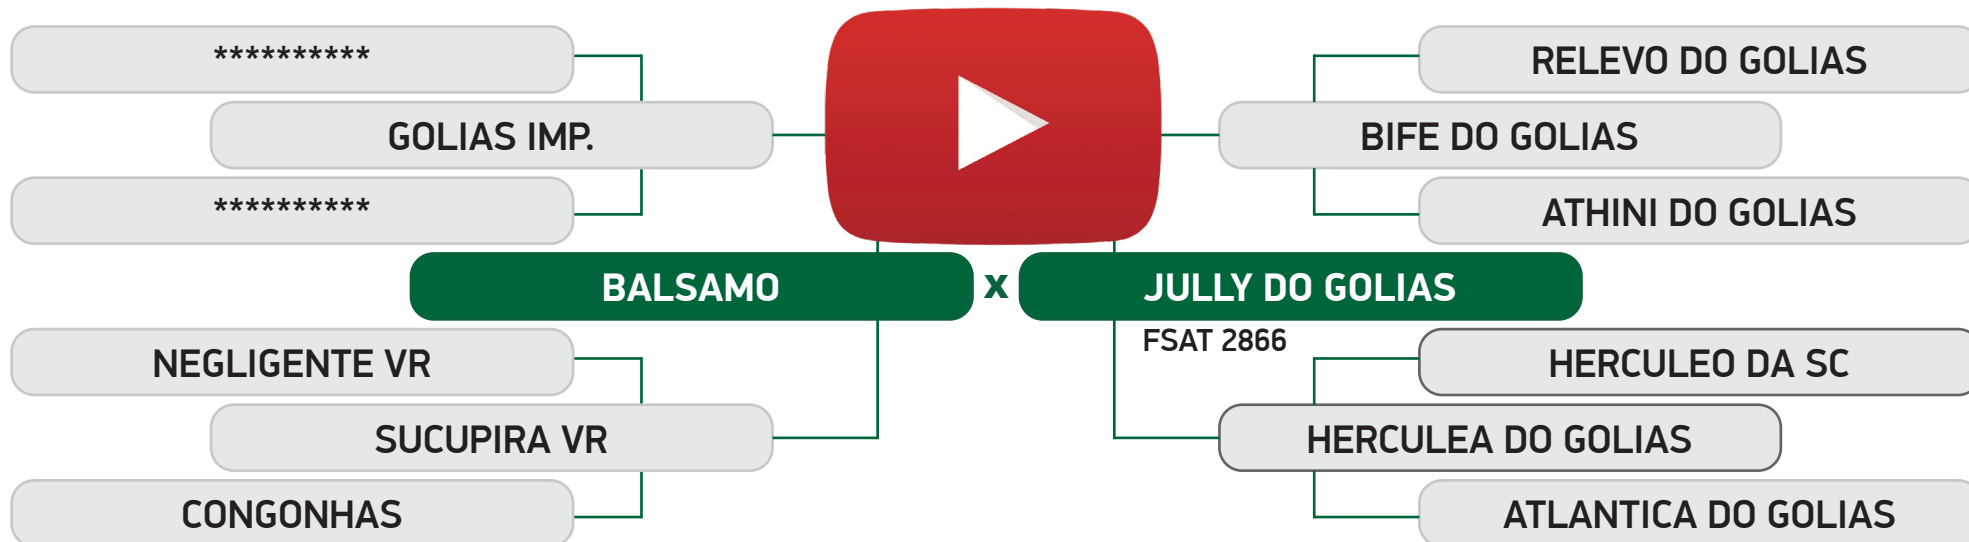 **********
GOLIAS IMP.
**********
BALSAMO
x
JULLY DO GOLIAS
FSAT 2866
NEGLIGENTE VR
SUCUPIRA VR
CONGONHAS
RELEVO DO GOLIAS
BIFE DO GOLIAS
ATHINI DO GOLIAS
HERCULEO DA SC
HERCULEA DO GOLIAS
ATLANTICA DO GOLIAS